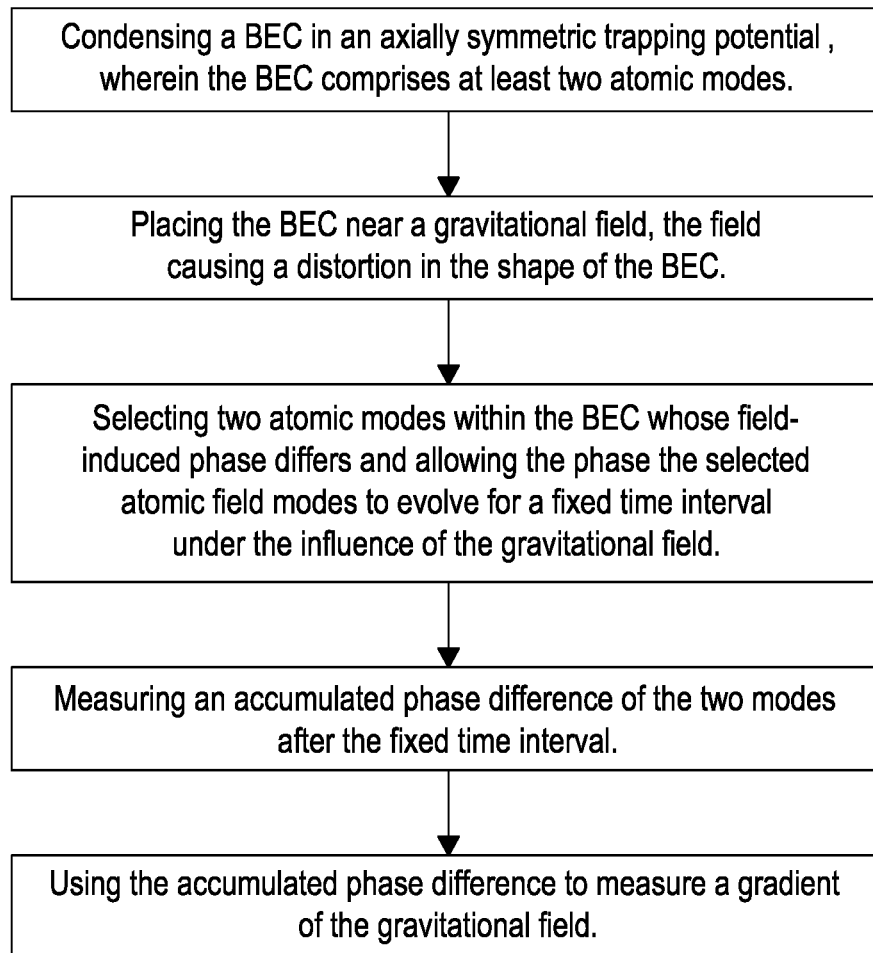 Condensing a BEC in an axially symmetric trapping potential ,
wherein the BEC comprises at least two atomic modes.
Placing the BEC near a gravitational field, the field
causing a distortion in the shape of the BEC.
Selecting two atomic modes within the BEC whose field-
induced phase differs and allowing the phase the selected
atomic field modes to evolve for a fixed time interval
under the influence of the gravitational field.
Measuring an accumulated phase difference of the two modes
after the fixed time interval.
Using the accumulated phase difference to measure a gradient
of the gravitational field.